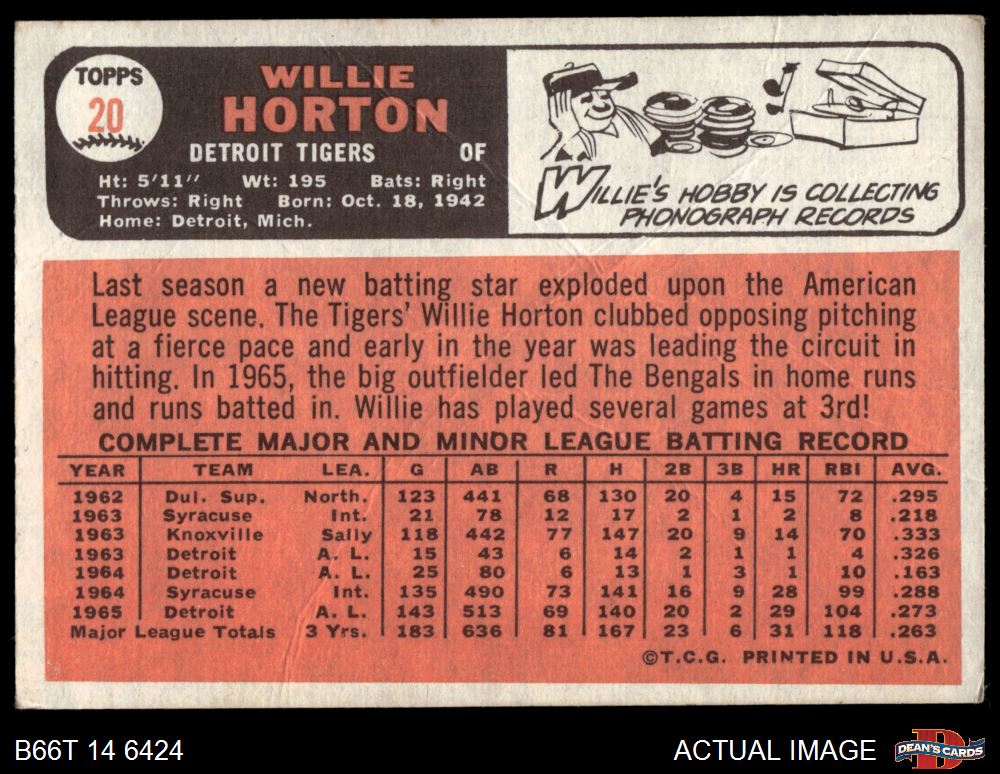 TOPPS
20
WILLIE
HORTON
DETROIT TIGERS OF
Ht: 5'11" Wt: 195 Bats: Right
Throws: Right Born: Oct. 18, 1942
Home: Detroit, Mich.
WILLIE'S HOBBY IS COLLECTING
PHONOGRAPH RECORDS
Last season a new batting star exploded upon the American
League scene. The Tigers' Willie Horton clubbed opposing pitching
at a fierce pace and early in the year was leading the circuit in
hitting. In 1965, the big outfielder led The Bengals in home runs
and runs batted in. Willie has played several games at 3rd!
COMPLETE MAJOR AND MINOR LEAGUE BATTING RECORD
YEAR TEAM LEA. G AB R H 2B 3B HR RBI AVG.
1962 Dul. Sup. North. 123 441 68 130 20 4 15 72 .295
1963 Syracuse Int. 21 78 12 17 2 1 2 8 .218
1963 Knoxville Sally 118 442 77 147 20 9 14 70 .333
1963 Detroit A. L. 15 43 6 14 2 1 1 4 .326
1964 Detroit A. L. 25 80 6 13 1 3 1 10 .163
1964 Syracuse Int. 135 490 73 141 16 9 28 99 .288
1965 Detroit A. L. 143 513 69 140 20 2 29 104 .273
Major League Totals 3 Yrs. 183 636 81 167 23 6 31 118 .263
©T.C.G. PRINTED IN U.S.A.
B66T 14 6424 ACTUAL IMAGE
D
DEAN'S CARDS